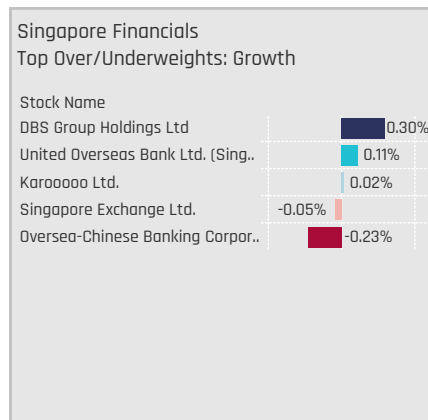 Singapore Financials
Top Over/Underweights: Growth
Stock Name
DBS Group Holdings Ltd 0.30%
United Overseas Bank Ltd. (Sing.. 0.11%
Karooooo Ltd. 0.02%
Singapore Exchange Ltd. -0.05%
Oversea-Chinese Banking Corpor.. -0.23%